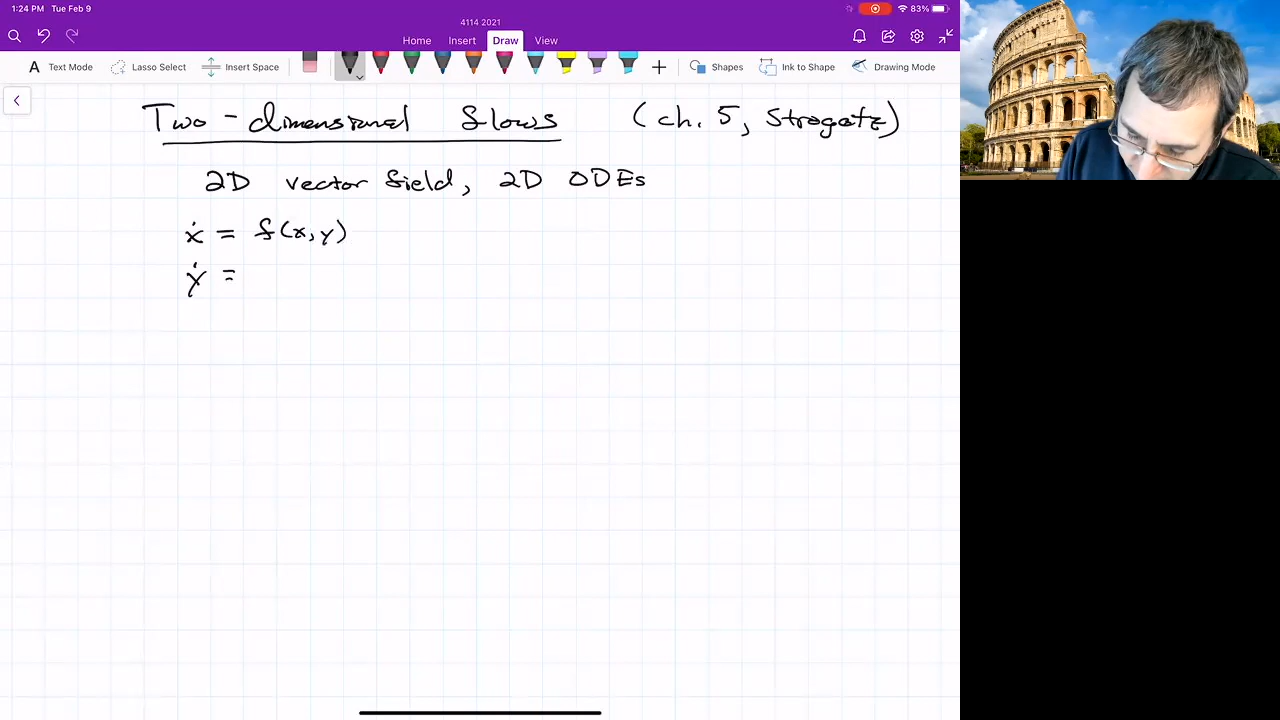 1:24 PM Tue Feb 9
83%
4114 2021
Home Insert Draw View
Text Mode Lasso Select Insert Space Shapes Ink to Shape Drawing Mode
Two-dimensional flows (ch. 5, Strogatz)
2D vector field, 2D ODEs
ẋ = f(x,y)
ẏ =